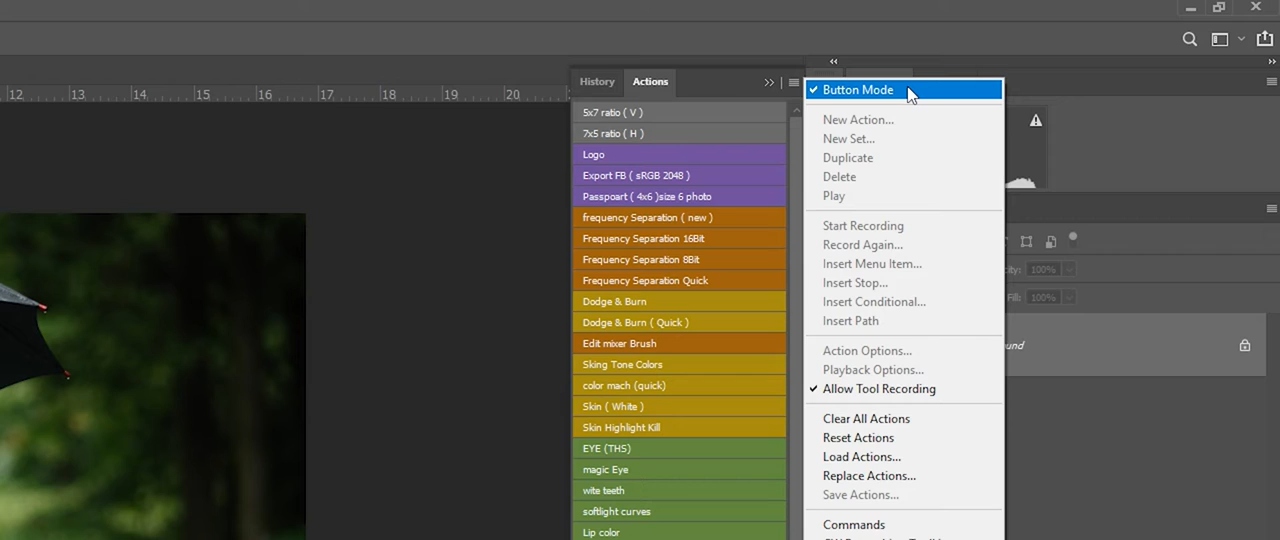 12
13
14
15
16
17
18
19
20
History
Actions
5x7 ratio ( V )
7x5 ratio ( H )
Logo
Export FB ( sRGB 2048 )
Passpoart ( 4x6 )size 6 photo
frequency Separation ( new )
Frequency Separation 16Bit
Frequency Separation 8Bit
Frequency Separation Quick
Dodge & Burn
Dodge & Burn ( Quick )
Edit mixer Brush
Sking Tone Colors
color mach (quick)
Skin ( White )
Skin Highlight Kill
EYE (THS)
magic Eye
wite teeth
softlight curves
Lip color
Button Mode
New Action...
New Set...
Duplicate
Delete
Play
Start Recording
Record Again...
Insert Menu Item...
Insert Stop...
Insert Conditional...
Insert Path
Action Options...
Playback Options...
Allow Tool Recording
Clear All Actions
Reset Actions
Load Actions...
Replace Actions...
Save Actions...
Commands
100%
Fill: 100%